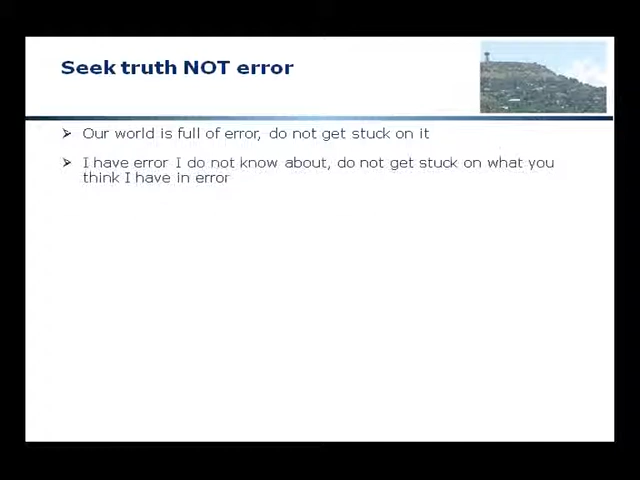 Seek truth NOT error
Our world is full of error, do not get stuck on it
I have error I do not know about, do not get stuck on what you
think I have in error